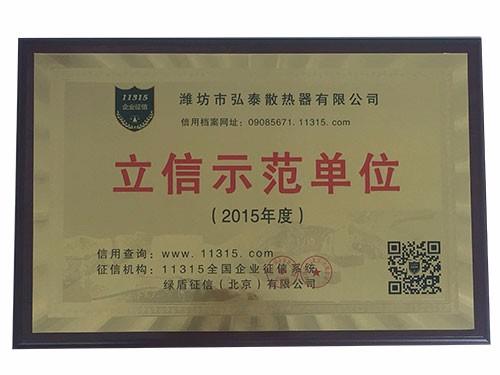 11315
企业征信
潍坊市弘泰散热器有限公司
信用档案网址：09085671.11315.com
立信示范单位
（2015年度）
信用查询：www.11315.com
征信机构：11315全国企业征信系统
绿盾征信（北京）有限公司